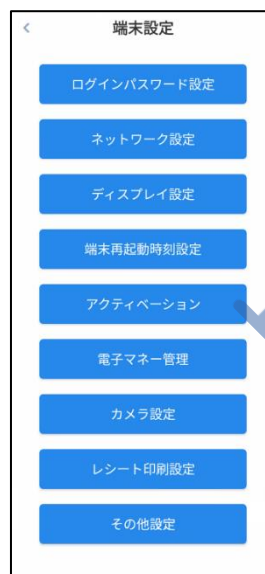 端末設定
ログインパスワード設定
ネットワーク設定
ディスプレイ設定
端末再起動時刻設定
アクティベーション
電子マネー管理
カメラ設定
レシート印刷設定
その他設定